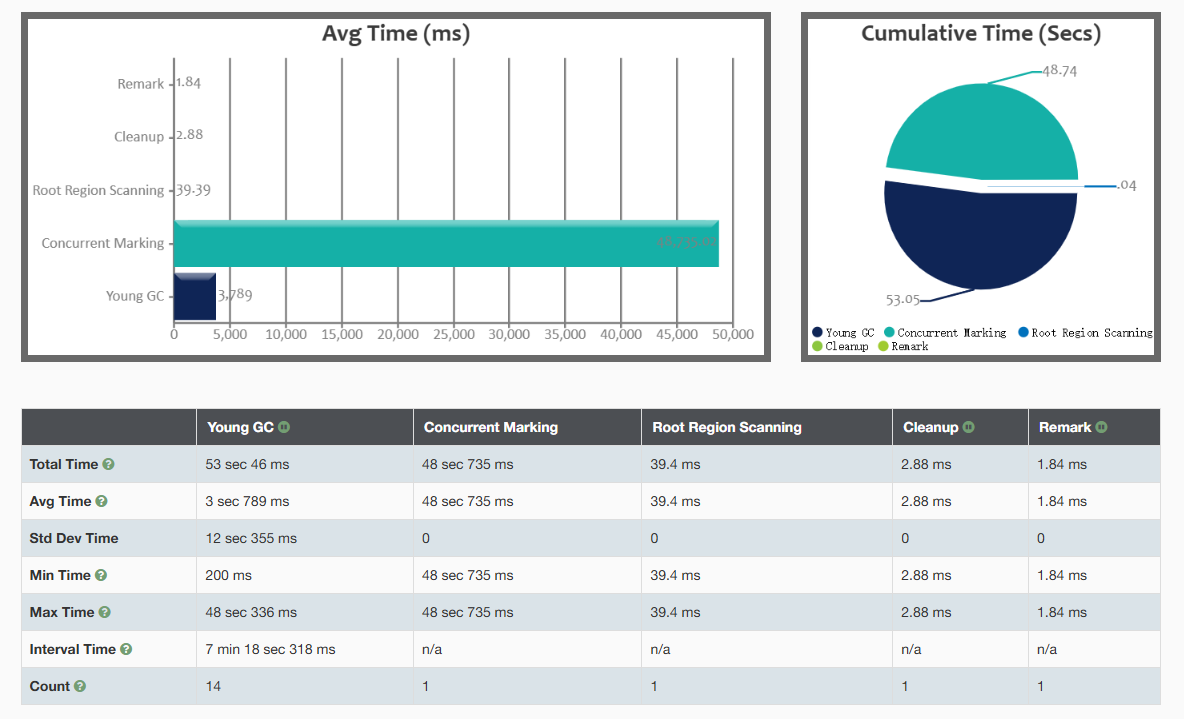 Avg Time (ms)
Remark 1.84
Cleanup 2.88
Root Region Scanning 39.39
Concurrent Marking
Young GC 3,789
0 5,000 10,000 15,000 20,000 25,000 30,000 35,000 40,000 45,000 50,000
Cumulative Time (Secs)
48.74
.04
53.05
Young GC Concurrent Marking Root Region Scanning
Cleanup Remark
Young GC Concurrent Marking Root Region Scanning Cleanup Remark
Total Time 53 sec 46 ms 48 sec 735 ms 39.4 ms 2.88 ms 1.84 ms
Avg Time 3 sec 789 ms 48 sec 735 ms 39.4 ms 2.88 ms 1.84 ms
Std Dev Time 12 sec 355 ms 0 0 0 0
Min Time 200 ms 48 sec 735 ms 39.4 ms 2.88 ms 1.84 ms
Max Time 48 sec 336 ms 48 sec 735 ms 39.4 ms 2.88 ms 1.84 ms
Interval Time 7 min 18 sec 318 ms n/a n/a n/a n/a
Count 14 1 1 1 1